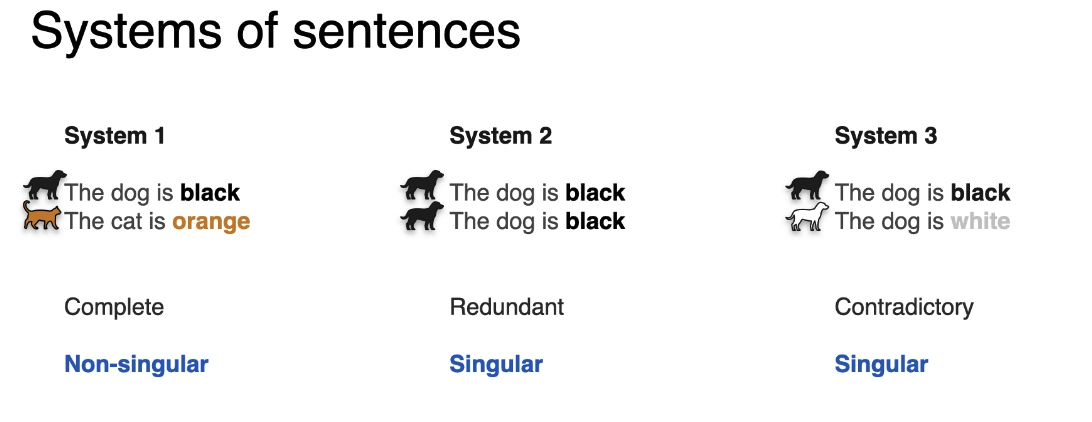 Systems of sentences
System 1
The dog is black
The cat is orange
Complete
Non-singular
System 2
The dog is black
The dog is black
Redundant
Singular
System 3
The dog is black
The dog is white
Contradictory
Singular